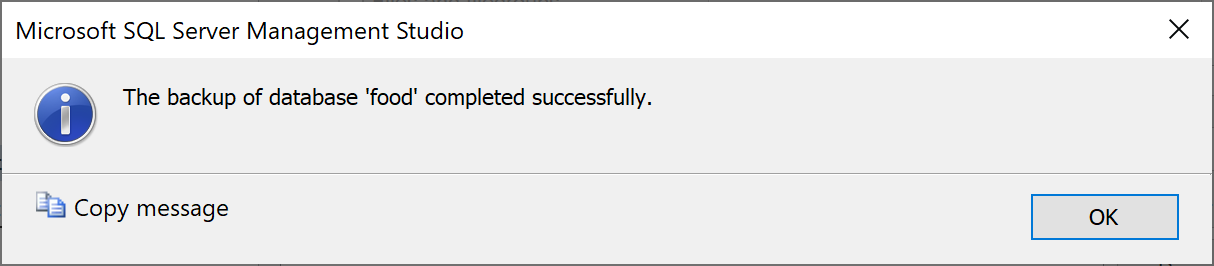 Microsoft SQL Server Management Studio
The backup of database 'food' completed successfully.
Copy message
OK